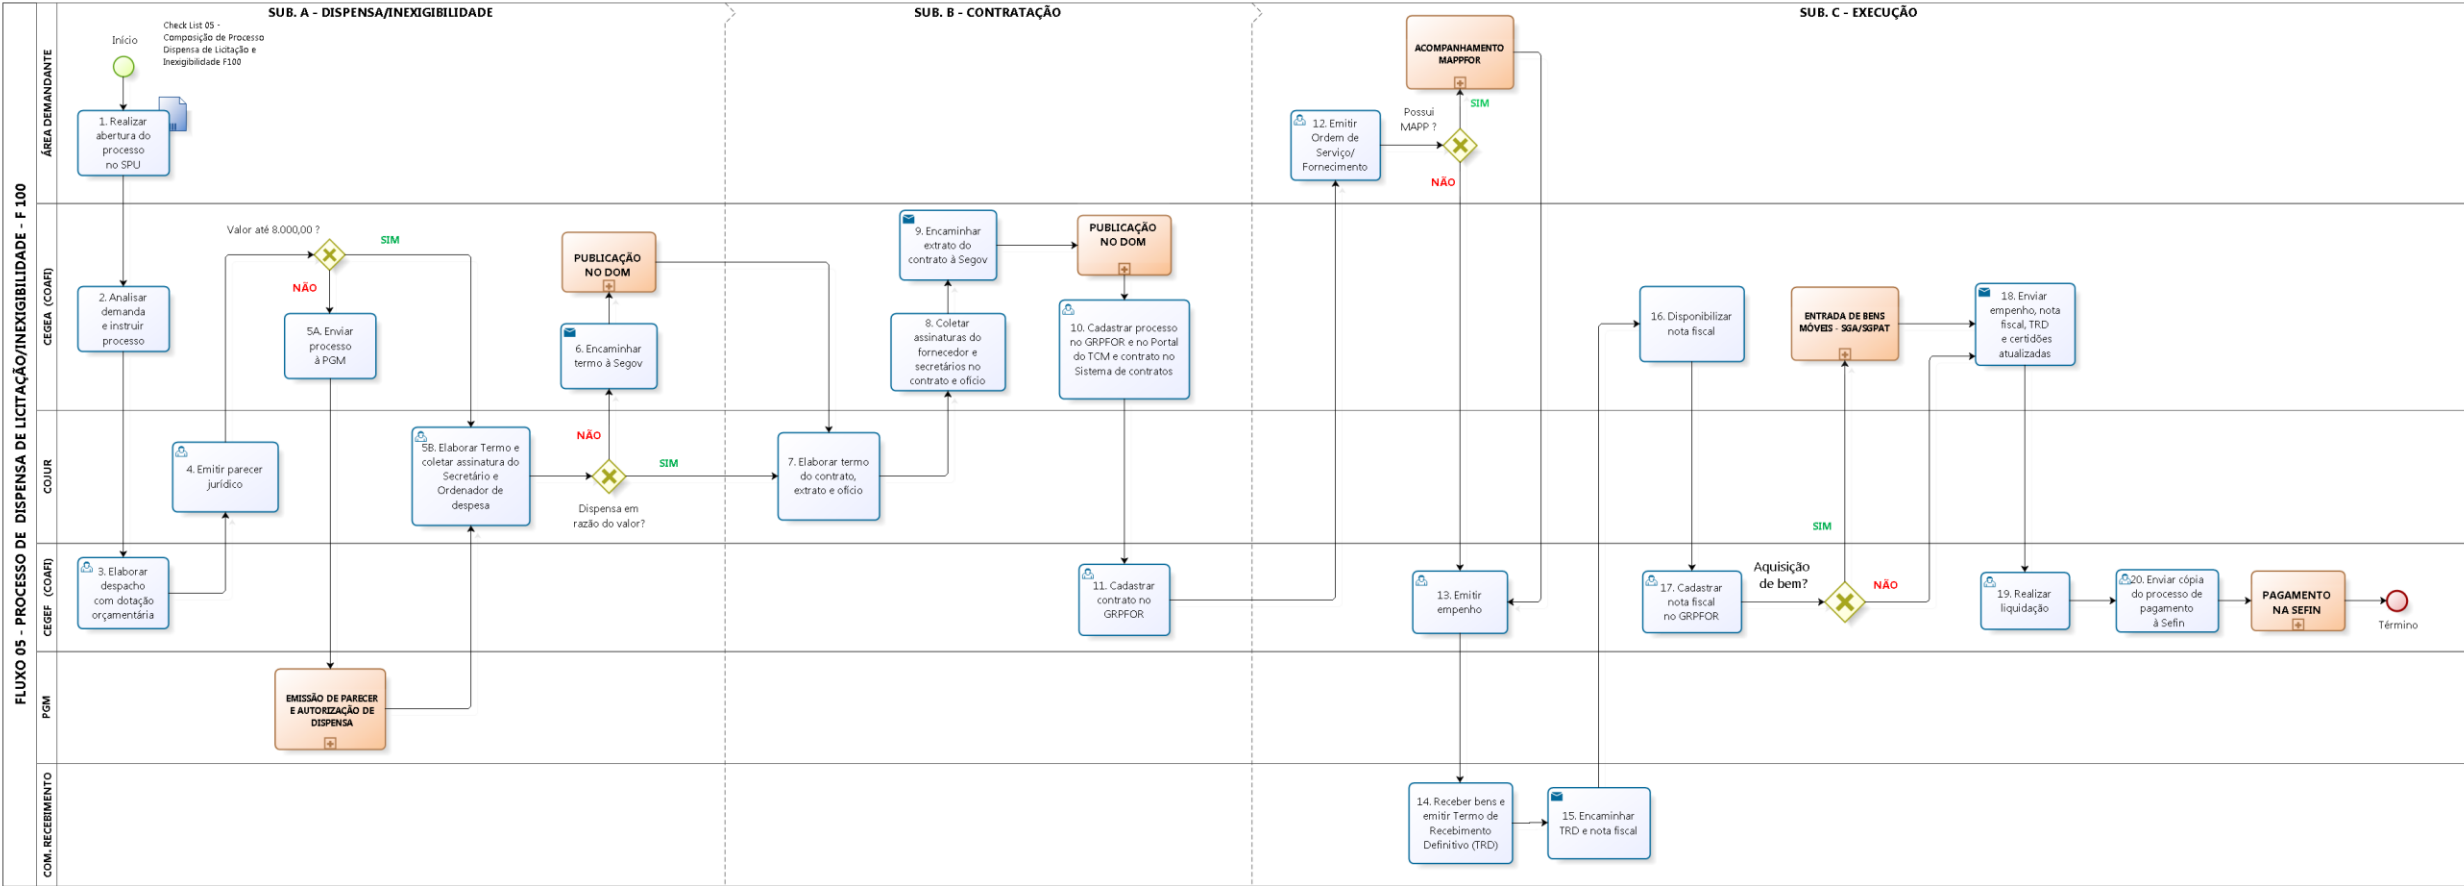 FLUXO 05 - PROCESSO DE DISPENSA DE LICITAÇÃO/INEXIGIBILIDADE - F 100
SUB. A - DISPENSA/INEXIGIBILIDADE
SUB. B - CONTRATAÇÃO
SUB. C - EXECUÇÃO
ÁREA DEMANDANTE
Início
Check List 05 -
Composição de Processo
Dispensa de Licitação e
Inexigibilidade F100
1. Realizar
abertura do
processo
no SPU
12. Emitir
Ordem de
Serviço/
Fornecimento
Possui
MAPP ?
ACOMPANHAMENTO
MAPPFOR
SIM
NÃO
CEGEA (COAFI)
2. Analisar
demanda
e instruir
processo
Valor até 8.000,00 ?
SIM
NÃO
5A. Enviar
processo
à PGM
PUBLICAÇÃO
NO DOM
6. Encaminhar
termo à Segov
9. Encaminhar
extrato do
contrato à Segov
8. Coletar
assinaturas do
fornecedor e
secretários no
contrato e ofício
PUBLICAÇÃO
NO DOM
10. Cadastrar processo
no GRPFOR e no Portal
do TCM e contrato no
Sistema de contratos
16. Disponibilizar
nota fiscal
ENTRADA DE BENS
MÓVEIS - SGA/SGPAT
18. Enviar
empenho, nota
fiscal, TRD
e certidões
atualizadas
COJUR
4. Emitir parecer
jurídico
5B. Elaborar Termo e
coletar assinatura do
Secretário e
Ordenador de
despesa
NÃO
SIM
Dispensa em
razão do valor?
7. Elaborar termo
do contrato,
extrato e ofício
SIM
CEGEF (COAFI)
3. Elaborar
despacho
com dotação
orçamentária
11. Cadastrar
contrato no
GRPFOR
13. Emitir
empenho
17. Cadastrar
nota fiscal
no GRPFOR
Aquisição
de bem?
NÃO
19. Realizar
liquidação
20. Enviar cópia
do processo de
pagamento
à Sefin
PAGAMENTO
NA SEFIN
Término
PGM
EMISSÃO DE PARECER
E AUTORIZAÇÃO DE
DISPENSA
COM. RECEBIMENTO
14. Receber bens e
emitir Termo de
Recebimento
Definitivo (TRD)
15. Encaminhar
TRD e nota fiscal